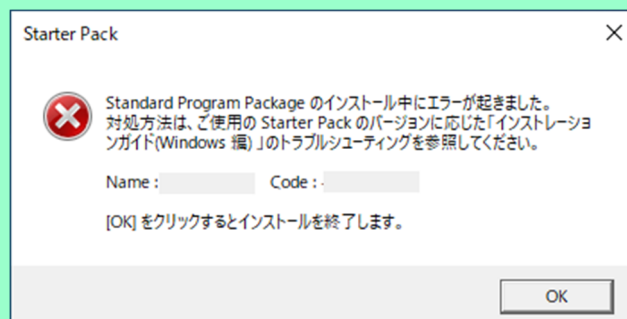 Starter Pack
Standard Program Package のインストール中にエラーが起きました。
対処方法は、ご使用の Starter Pack のバージョンに応じた「インストレーショ
ンガイド(Windows 編) 」のトラブルシューティングを参照してください。
Name : Code :
[OK] をクリックするとインストールを終了します。
OK